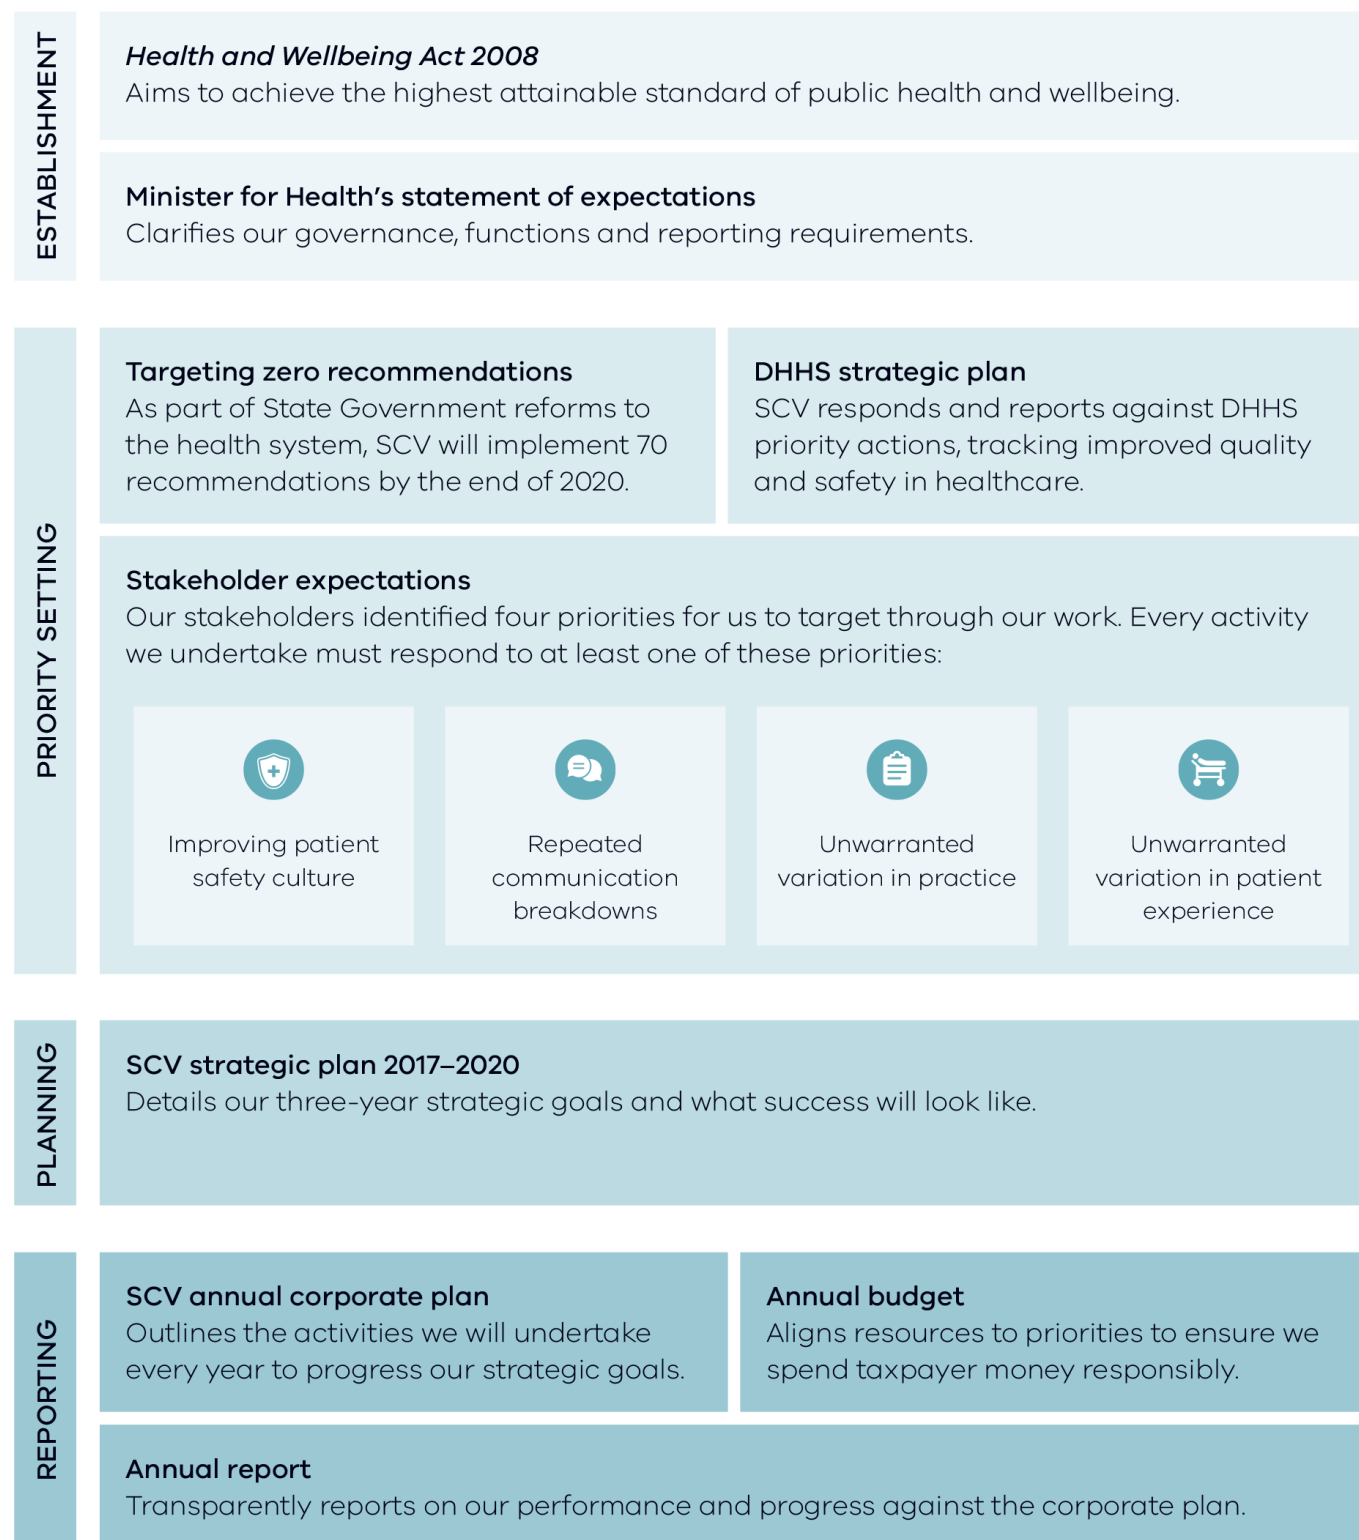 ESTABLISHMENT
Health and Wellbeing Act 2008
Aims to achieve the highest attainable standard of public health and wellbeing.
Minister for Health’s statement of expectations
Clarifies our governance, functions and reporting requirements.
PRIORITY SETTING
Targeting zero recommendations
As part of State Government reforms to
the health system, SCV will implement 70
recommendations by the end of 2020.
DHHS strategic plan
SCV responds and reports against DHHS
priority actions, tracking improved quality
and safety in healthcare.
Stakeholder expectations
Our stakeholders identified four priorities for us to target through our work. Every activity
we undertake must respond to at least one of these priorities:
Improving patient
safety culture
Repeated
communication
breakdowns
Unwarranted
variation in practice
Unwarranted
variation in patient
experience
PLANNING
SCV strategic plan 2017–2020
Details our three-year strategic goals and what success will look like.
REPORTING
SCV annual corporate plan
Outlines the activities we will undertake
every year to progress our strategic goals.
Annual budget
Aligns resources to priorities to ensure we
spend taxpayer money responsibly.
Annual report
Transparently reports on our performance and progress against the corporate plan.